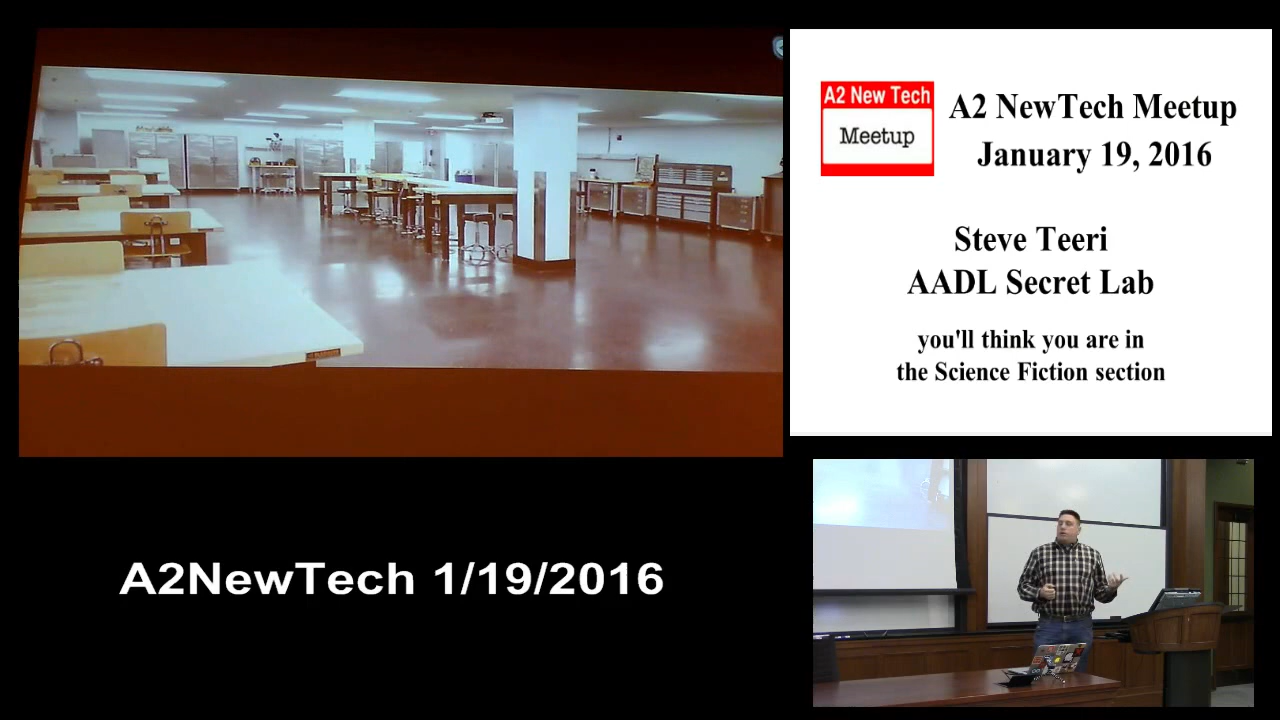 A2 New Tech
Meetup
A2 NewTech Meetup
January 19, 2016
Steve Teeri
AADL Secret Lab
you'll think you are in
the Science Fiction section
A2NewTech 1/19/2016